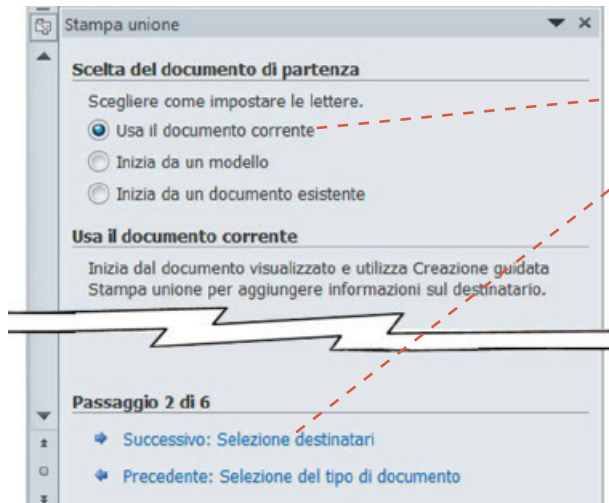 Stampa unione
Scelta del documento di partenza
Scegliere come impostare le lettere.
Usa il documento corrente
Inizia da un modello
Inizia da un documento esistente
Usa il documento corrente
Inizia dal documento visualizzato e utilizza Creazione guidata
Stampa unione per aggiungere informazioni sul destinatario.
Passaggio 2 di 6
Successivo: Selezione destinatari
Precedente: Selezione del tipo di documento